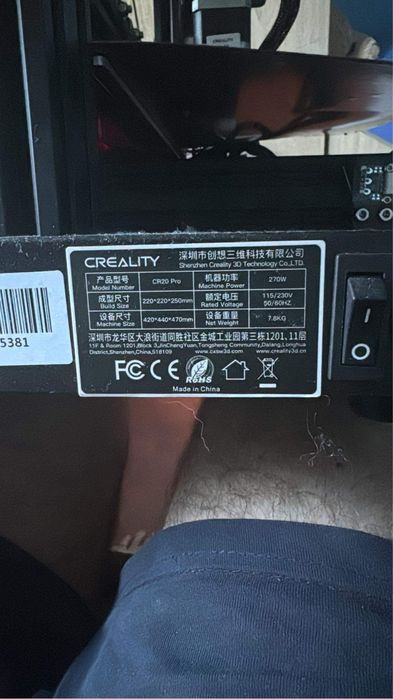 CREALITY
CREALITY 深圳市创想三维科技有限公司
Shenzhen Creality 3D Technology Co.,LTD.
产品型号 CR20 Pro 机器功率 270W
Model Number Machine Power
成型尺寸 220*220*250mm 额定电压 115/230V
Build Size Rated Voltage 50/60HZ
设备尺寸 420*440*470mm 设备重量 7.8KG
Machine Size Net Weight
深圳市龙华区大浪街道同胜社区金城工业园第三栋1201,11层
11F & Room 1201,Block 3,JinChengYuan,Tongsheng Community,Dalang,Longhua
District,Shenzhen,China,518109 www.cxsw3d.com www.creality3d.cn
FCC CE RoHS
Made in China
5381